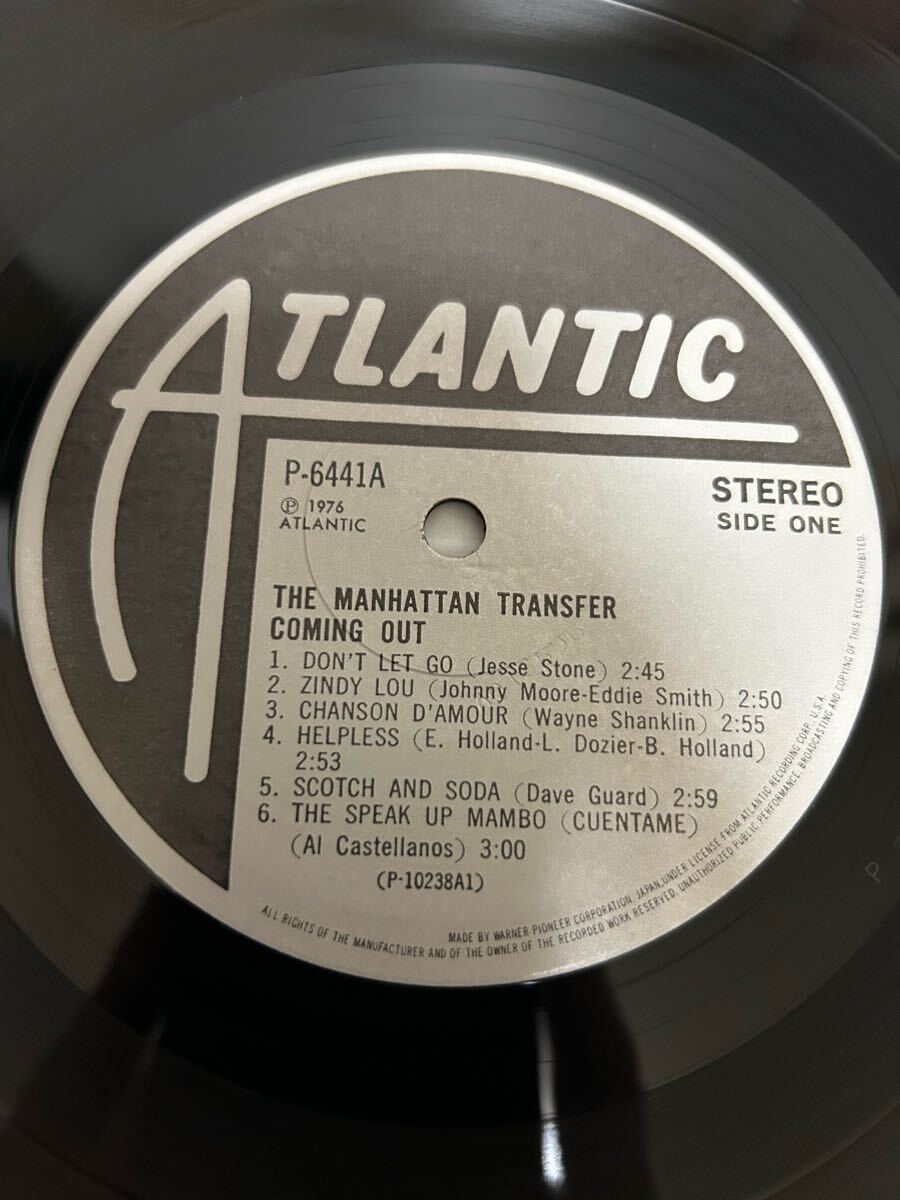 ATLANTIC
P-6441A
℗ 1976
ATLANTIC
STEREO
SIDE ONE
THE MANHATTAN TRANSFER
COMING OUT
1. DON'T LET GO (Jesse Stone) 2:45
2. ZINDY LOU (Johnny Moore-Eddie Smith) 2:50
3. CHANSON D'AMOUR (Wayne Shanklin) 2:55
4. HELPLESS (E. Holland-L. Dozier-B. Holland)
2:53
5. SCOTCH AND SODA (Dave Guard) 2:59
6. THE SPEAK UP MAMBO (CUENTAME)
(Al Castellanos) 3:00
(P-10238A1)
MADE BY WARNER-PIONEER CORPORATION, JAPAN, UNDER LICENSE FROM ATLANTIC RECORDING CORP., U.S.A.
ALL RIGHTS OF THE MANUFACTURER AND OF THE OWNER OF THE RECORDED WORK RESERVED. UNAUTHORIZED PUBLIC PERFORMANCE, BROADCASTING AND COPYING OF THIS RECORD PROHIBITED.
P